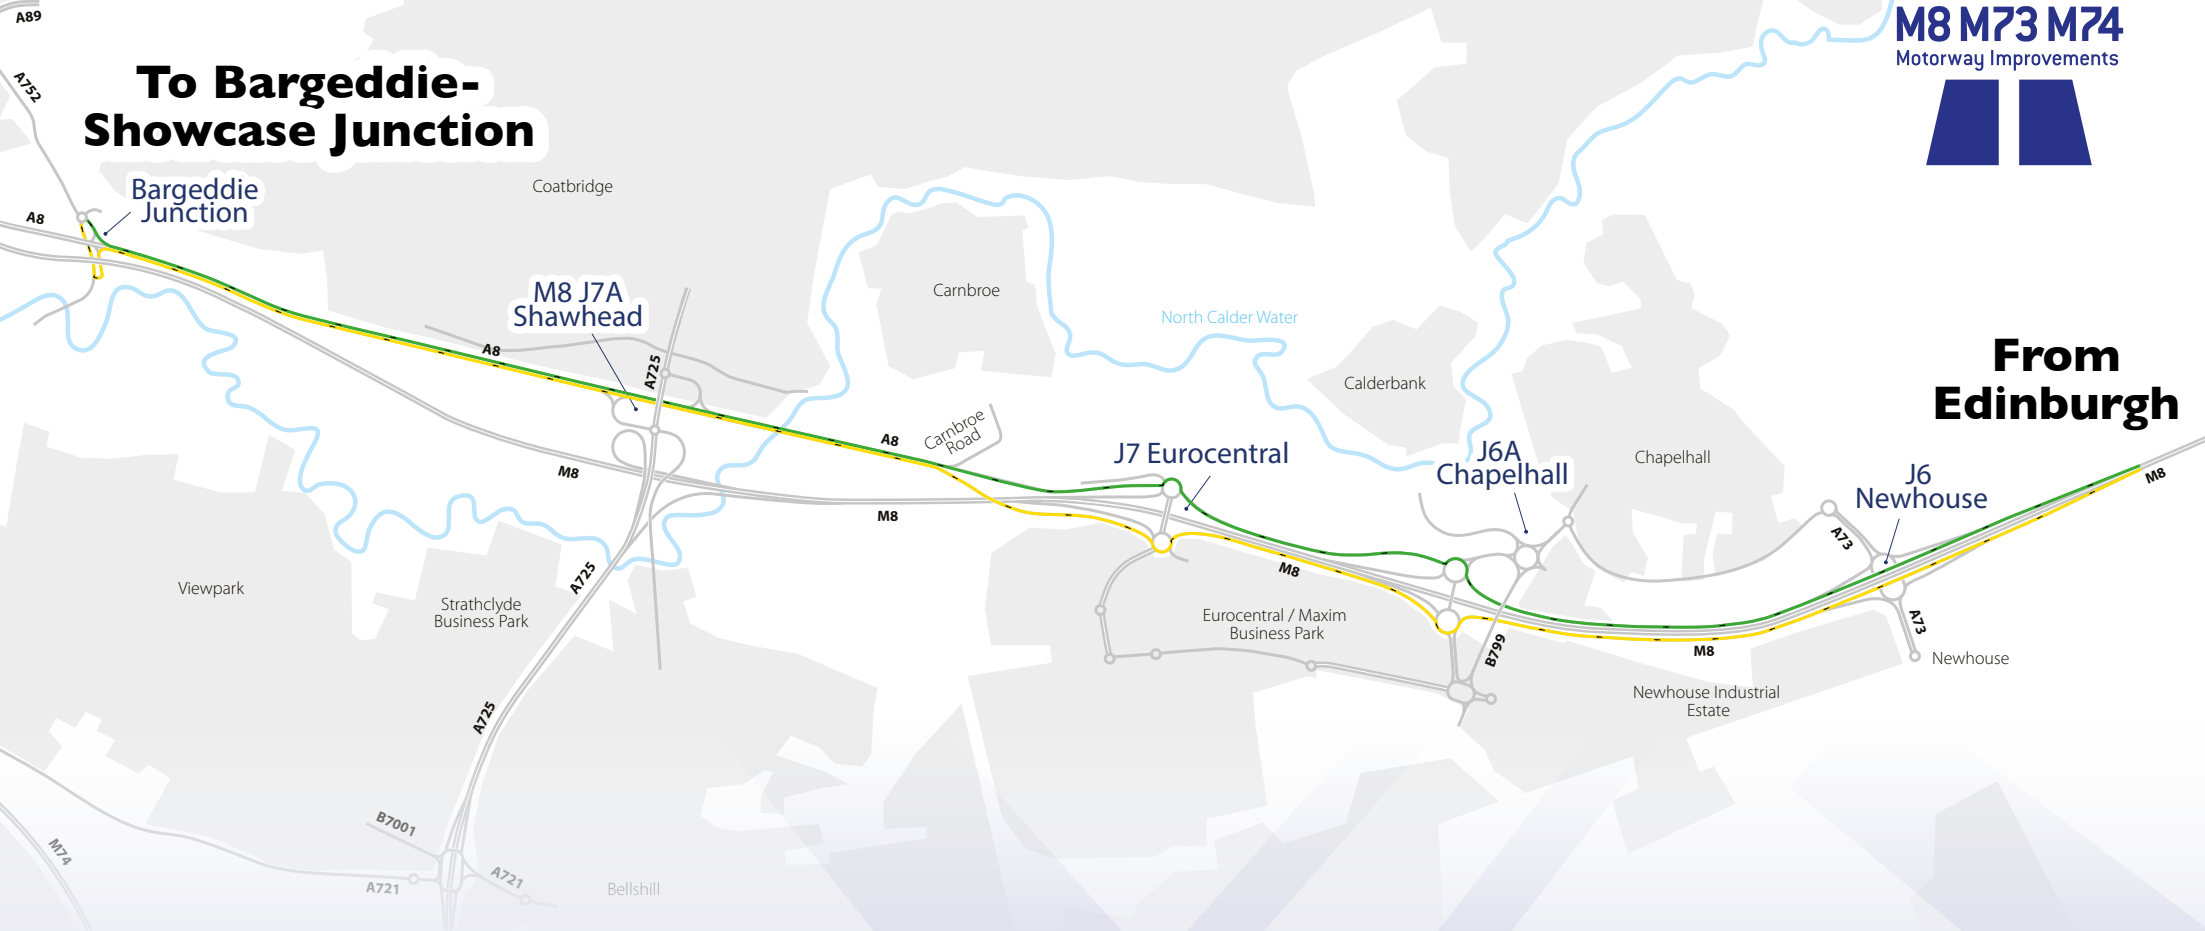 A89
M8 M73 M74
Motorway Improvements
To Bargeddie-
Showcase Junction
A752
Bargeddie
Junction
A8
Coatbridge
M8 J7A
Shawhead
A8
A725
Carnbroe
North Calder Water
Calderbank
From
Edinburgh
A8
Carnbroe
Road
J7 Eurocentral
J6A
Chapelhall
Chapelhall
J6
Newhouse
M8
M8
M8
A73
M8
A725
Viewpark
Strathclyde
Business Park
Eurocentral / Maxim
Business Park
B799
M8
A73
Newhouse
Newhouse Industrial
Estate
A725
B7001
M74
A721
A721
Bellshill